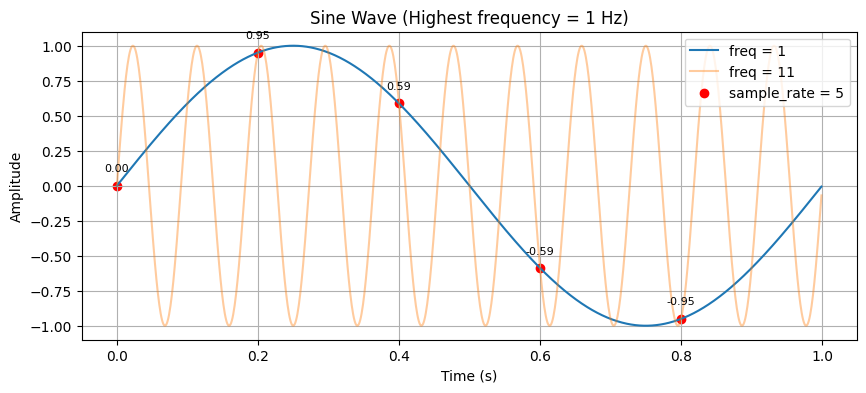 Sine Wave (Highest frequency = 1 Hz)
freq = 1
freq = 11
sample_rate = 5
0.00
0.95
0.59
-0.59
-0.95
Amplitude
1.00
0.75
0.50
0.25
0.00
−0.25
−0.50
−0.75
−1.00
0.0 0.2 0.4 0.6 0.8 1.0
Time (s)